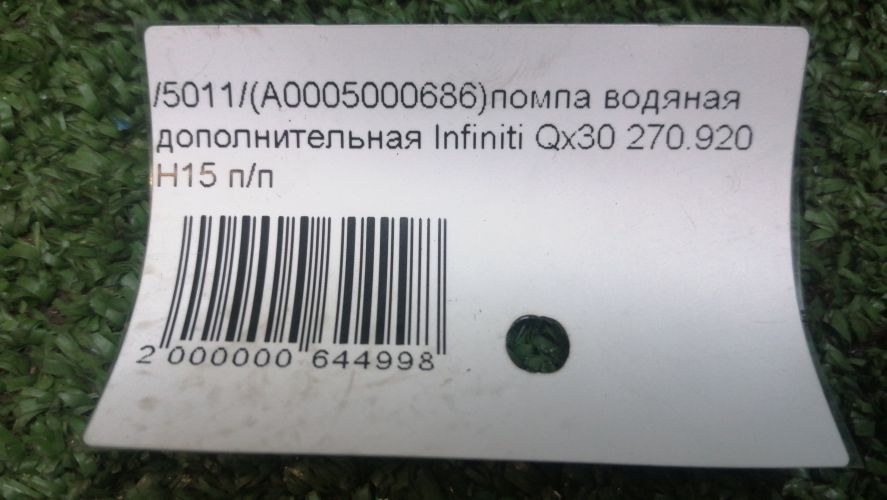 /5011/(A0005000686)помпа водяная
дополнительная Infiniti Qx30 270.920
H15 п/п
2 000000 644998